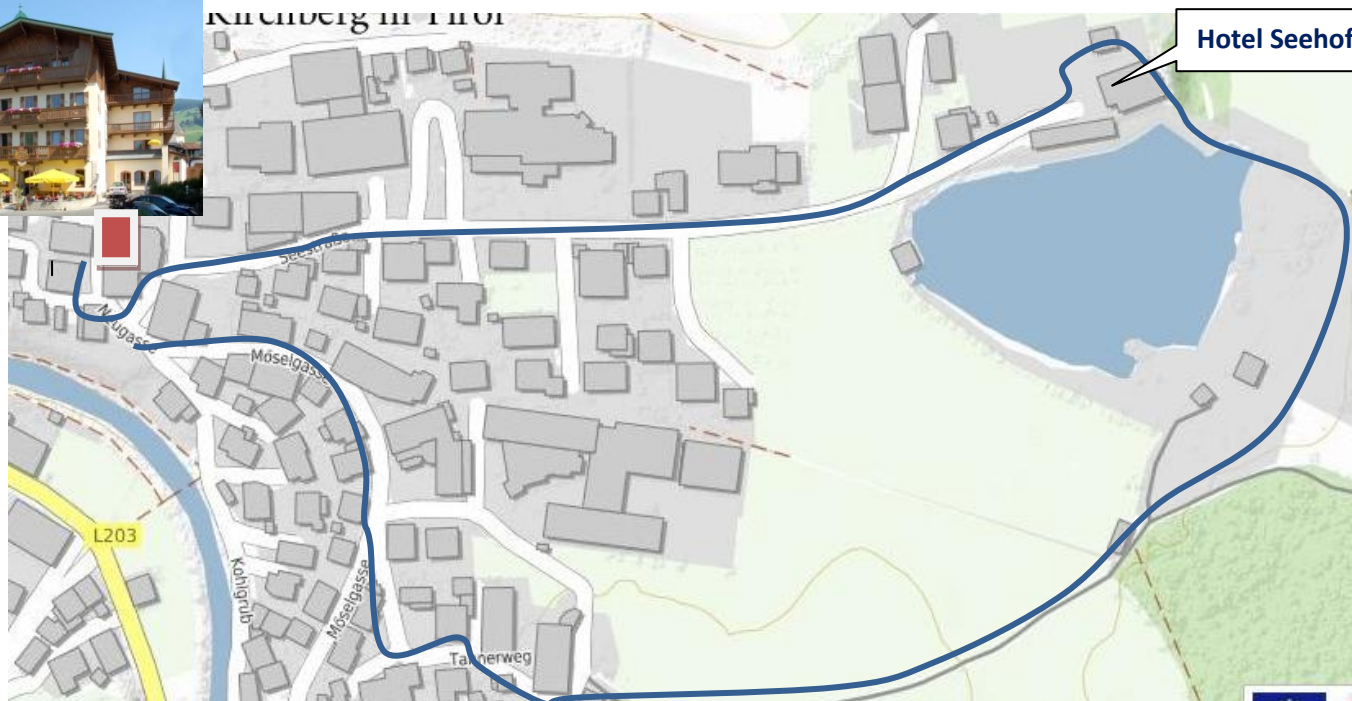 Kirchberg in Tirol
Hotel Seehof
Seestraße
Neugasse
Möselgasse
L203
Kohlgrub
Möselgasse
Tannerweg